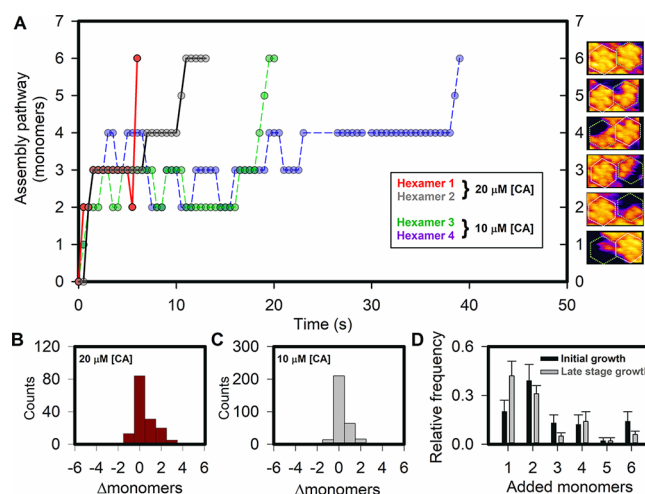 A
Assembly pathway
(monomers)
7
6
5
4
3
2
1
0
7
6
5
4
3
2
1
0
0 10 20 30 40 50
Time (s)
Hexamer 1
Hexamer 2
} 20 µM [CA]
Hexamer 3
Hexamer 4
} 10 µM [CA]
B
20 µM [CA]
Counts
120
80
40
0
-6 -4 -2 0 2 4 6
Δmonomers
C
10 µM [CA]
Counts
300
200
100
0
-6 -4 -2 0 2 4 6
Δmonomers
D
Initial growth
Late stage growth
Relative frequency
0.6
0.3
0.0
1 2 3 4 5 6
Added monomers